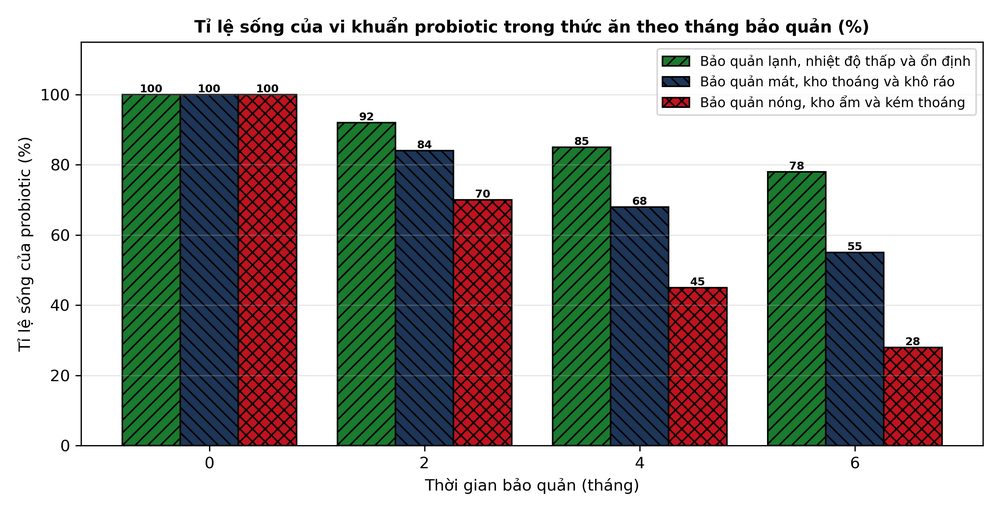 Tỉ lệ sống của vi khuẩn probiotic trong thức ăn theo tháng bảo quản (%)
Bảo quản lạnh, nhiệt độ thấp và ổn định
Bảo quản mát, kho thoáng và khô ráo
Bảo quản nóng, kho ẩm và kém thoáng
Tỉ lệ sống của probiotic (%)
100
80
60
40
20
0
100 100 100
92 84 70
85 68 45
78 55 28
0 2 4 6
Thời gian bảo quản (tháng)